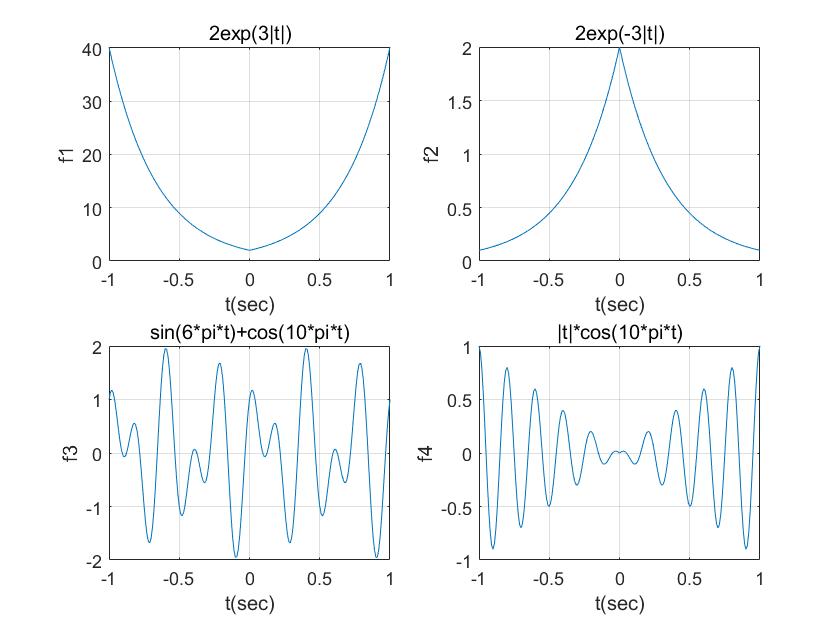 2exp(3|t|)
40
30
20
10
0
f1
-1 -0.5 0 0.5 1
t(sec)
2exp(-3|t|)
2
1.5
1
0.5
0
f2
-1 -0.5 0 0.5 1
t(sec)
sin(6*pi*t)+cos(10*pi*t)
2
1
0
-1
-2
f3
-1 -0.5 0 0.5 1
t(sec)
|t|*cos(10*pi*t)
1
0.5
0
-0.5
-1
f4
-1 -0.5 0 0.5 1
t(sec)